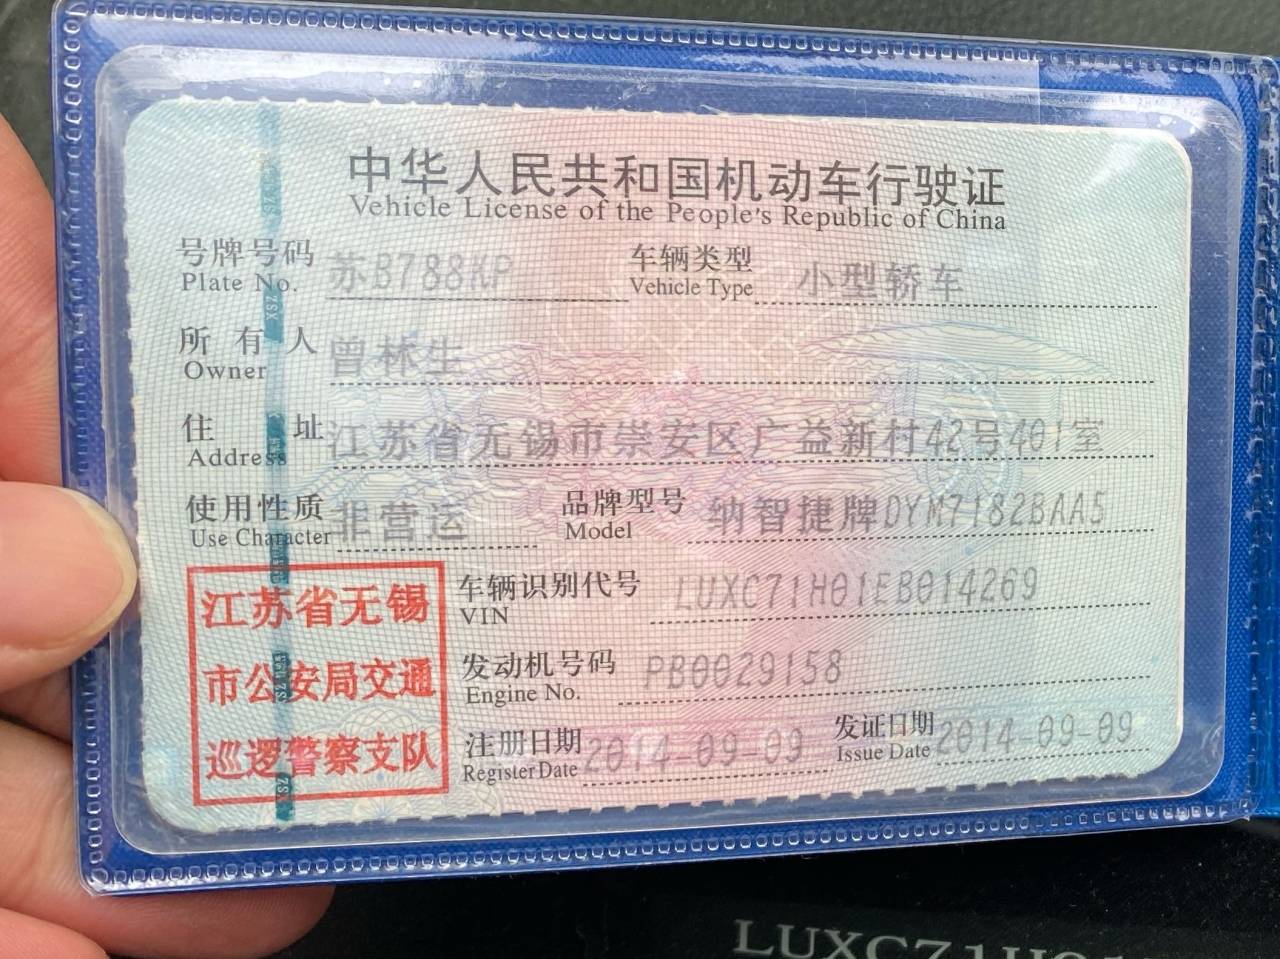 中华人民共和国机动车行驶证
Vehicle License of the People's Republic of China
号牌号码 苏B788KP 车辆类型 小型轿车
Plate No. Vehicle Type
所有人 曾林生
Owner
住址 江苏省无锡市崇安区广益新村42号401室
Address
使用性质 非营运 品牌型号 纳智捷牌DYM7182BAA5
Use Character Model
江苏省无锡
市公安局交通
巡逻警察支队
车辆识别代号 LUXC71H01EB014269
VIN
发动机号码 PB0029158
Engine No.
注册日期 2014-09-09 发证日期 2014-09-09
Register Date Issue Date
LUXC71H0